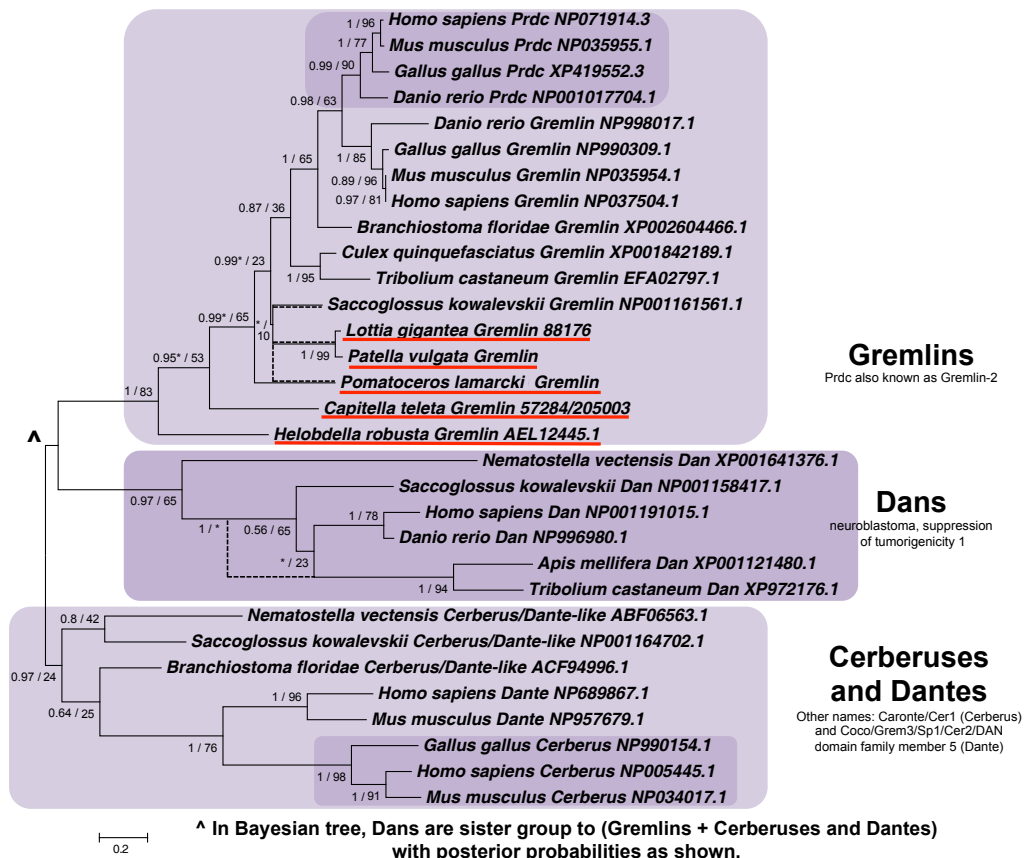 1 / 96
Homo sapiens Prdc NP071914.3
1 / 77
Mus musculus Prdc NP035955.1
0.99 / 90
Gallus gallus Prdc XP419552.3
Danio rerio Prdc NP001017704.1
0.98 / 63
Danio rerio Gremlin NP998017.1
1 / 85
Gallus gallus Gremlin NP990309.1
1 / 65
Mus musculus Gremlin NP035954.1
0.89 / 96
0.97 / 81
Homo sapiens Gremlin NP037504.1
0.87 / 36
Branchiostoma floridae Gremlin XP002604466.1
Culex quinquefasciatus Gremlin XP001842189.1
0.99* / 23
1 / 95
Tribolium castaneum Gremlin EFA02797.1
Saccoglossus kowalevskii Gremlin NP001161561.1
0.99* / 65
* /
10
Lottia gigantea Gremlin 88176
1 / 99
Patella vulgata Gremlin
0.95* / 53
Pomatoceros lamarcki Gremlin
1 / 83
Capitella teleta Gremlin 57284/205003
Helobdella robusta Gremlin AEL12445.1
Gremlins
Prdc also known as Gremlin-2
^
Nematostella vectensis Dan XP001641376.1
0.97 / 65
Saccoglossus kowalevskii Dan NP001158417.1
1 / *
0.56 / 65
1 / 78
Homo sapiens Dan NP001191015.1
Danio rerio Dan NP996980.1
* / 23
Apis mellifera Dan XP001121480.1
1 / 94
Tribolium castaneum Dan XP972176.1
Dans
neuroblastoma, suppression
of tumorigenicity 1
0.8 / 42
Nematostella vectensis Cerberus/Dante-like ABF06563.1
Saccoglossus kowalevskii Cerberus/Dante-like NP001164702.1
0.97 / 24
Branchiostoma floridae Cerberus/Dante-like ACF94996.1
0.64 / 25
1 / 96
Homo sapiens Dante NP689867.1
Mus musculus Dante NP957679.1
1 / 76
Gallus gallus Cerberus NP990154.1
1 / 98
Homo sapiens Cerberus NP005445.1
1 / 91
Mus musculus Cerberus NP034017.1
Cerberuses
and Dantes
Other names: Caronte/Cer1 (Cerberus)
and Coco/Grem3/Sp1/Cer2/DAN
domain family member 5 (Dante)
0.2
^ In Bayesian tree, Dans are sister group to (Gremlins + Cerberuses and Dantes)
with posterior probabilities as shown.